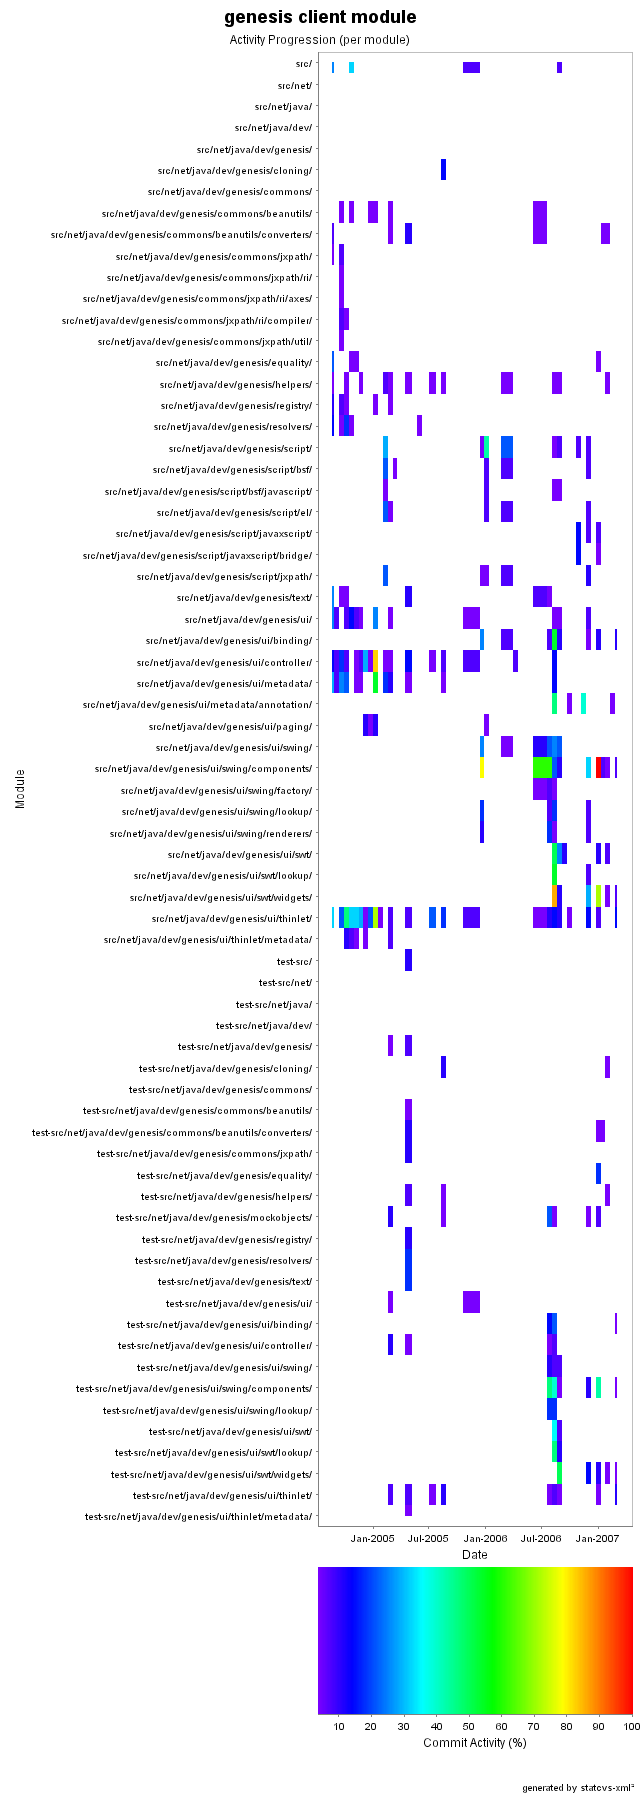 genesis client module
Activity Progression (per module)
src/
src/net/
src/net/java/
src/net/java/dev/
src/net/java/dev/genesis/
src/net/java/dev/genesis/cloning/
src/net/java/dev/genesis/commons/
src/net/java/dev/genesis/commons/beanutils/
src/net/java/dev/genesis/commons/beanutils/converters/
src/net/java/dev/genesis/commons/jxpath/
src/net/java/dev/genesis/commons/jxpath/ri/
src/net/java/dev/genesis/commons/jxpath/ri/axes/
src/net/java/dev/genesis/commons/jxpath/ri/compiler/
src/net/java/dev/genesis/commons/jxpath/util/
src/net/java/dev/genesis/equality/
src/net/java/dev/genesis/helpers/
src/net/java/dev/genesis/registry/
src/net/java/dev/genesis/resolvers/
src/net/java/dev/genesis/script/
src/net/java/dev/genesis/script/bsf/
src/net/java/dev/genesis/script/bsf/javascript/
src/net/java/dev/genesis/script/el/
src/net/java/dev/genesis/script/javaxscript/
src/net/java/dev/genesis/script/javaxscript/bridge/
src/net/java/dev/genesis/script/jxpath/
src/net/java/dev/genesis/text/
src/net/java/dev/genesis/ui/
src/net/java/dev/genesis/ui/binding/
src/net/java/dev/genesis/ui/controller/
src/net/java/dev/genesis/ui/metadata/
src/net/java/dev/genesis/ui/metadata/annotation/
src/net/java/dev/genesis/ui/paging/
src/net/java/dev/genesis/ui/swing/
src/net/java/dev/genesis/ui/swing/components/
src/net/java/dev/genesis/ui/swing/factory/
src/net/java/dev/genesis/ui/swing/lookup/
src/net/java/dev/genesis/ui/swing/renderers/
src/net/java/dev/genesis/ui/swt/
src/net/java/dev/genesis/ui/swt/lookup/
src/net/java/dev/genesis/ui/swt/widgets/
src/net/java/dev/genesis/ui/thinlet/
src/net/java/dev/genesis/ui/thinlet/metadata/
test-src/
test-src/net/
test-src/net/java/
test-src/net/java/dev/
test-src/net/java/dev/genesis/
test-src/net/java/dev/genesis/cloning/
test-src/net/java/dev/genesis/commons/
test-src/net/java/dev/genesis/commons/beanutils/
test-src/net/java/dev/genesis/commons/beanutils/converters/
test-src/net/java/dev/genesis/commons/jxpath/
test-src/net/java/dev/genesis/equality/
test-src/net/java/dev/genesis/helpers/
test-src/net/java/dev/genesis/mockobjects/
test-src/net/java/dev/genesis/registry/
test-src/net/java/dev/genesis/resolvers/
test-src/net/java/dev/genesis/text/
test-src/net/java/dev/genesis/ui/
test-src/net/java/dev/genesis/ui/binding/
test-src/net/java/dev/genesis/ui/controller/
test-src/net/java/dev/genesis/ui/swing/
test-src/net/java/dev/genesis/ui/swing/components/
test-src/net/java/dev/genesis/ui/swing/lookup/
test-src/net/java/dev/genesis/ui/swt/
test-src/net/java/dev/genesis/ui/swt/lookup/
test-src/net/java/dev/genesis/ui/swt/widgets/
test-src/net/java/dev/genesis/ui/thinlet/
test-src/net/java/dev/genesis/ui/thinlet/metadata/
Module
Jan-2005 Jul-2005 Jan-2006 Jul-2006 Jan-2007
Date
10 20 30 40 50 60 70 80 90 100
Commit Activity (%)
generated by statcvs-xml²